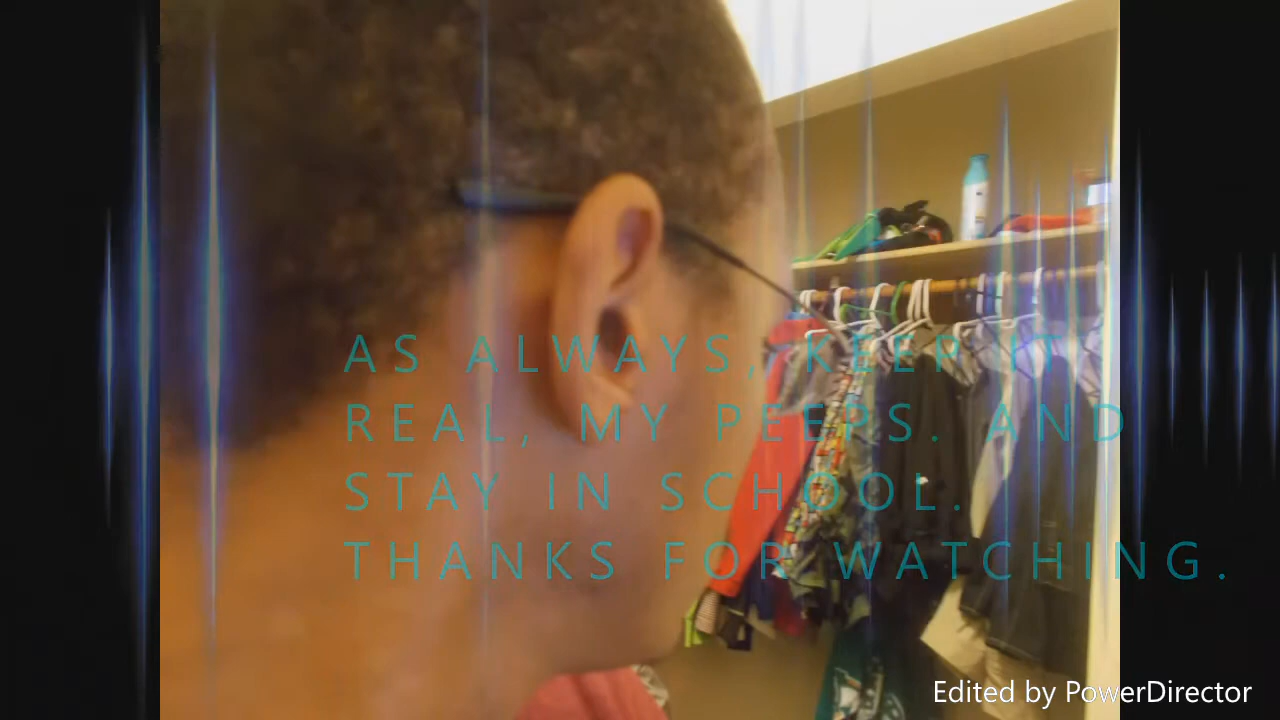 AS ALWAYS, KEEP IT
REAL, MY PEEPS. AND
STAY IN SCHOOL.
THANKS FOR WATCHING.
Edited by PowerDirector